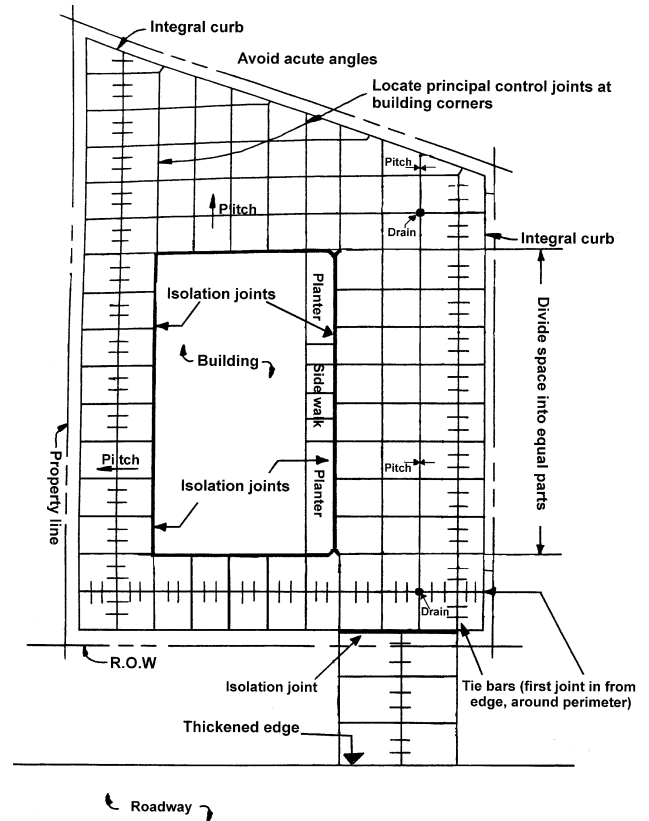 Integral curb
Avoid acute angles
Locate principal control joints at
building corners
Pitch
Pitch
Drain
Integral curb
Planter
Isolation joints
Divide space into equal parts
Building
Side walk
Property line
Pitch
Pitch
Isolation joints
Planter
Drain
R.O.W
Isolation joint
Tie bars (first joint in from
edge, around perimeter)
Thickened edge
Roadway